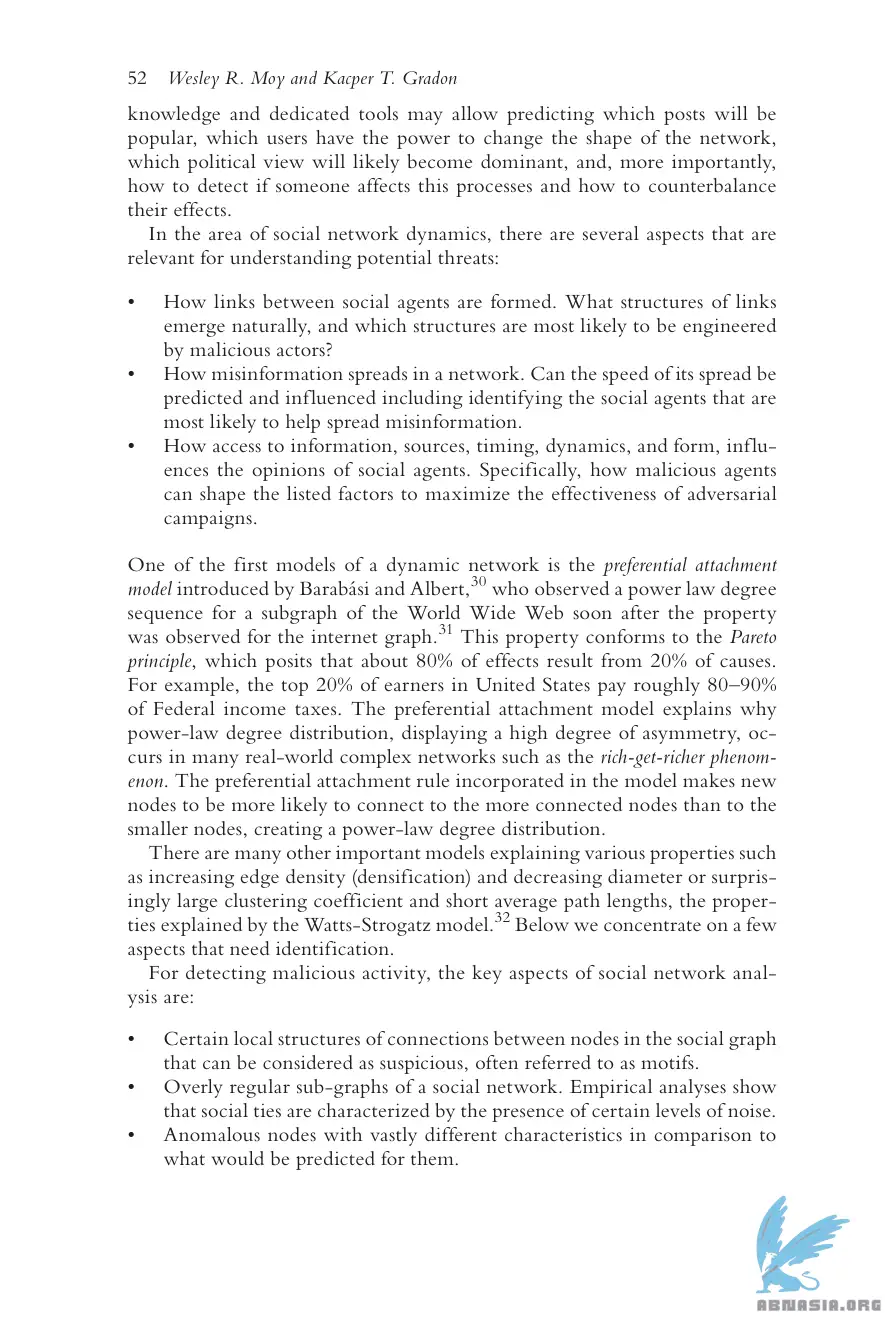 52 Wesley R. Moy and Kacper T. Gradon
knowledge and dedicated tools may allow predicting which posts will be
popular, which users have the power to change the shape of the network,
which political view will likely become dominant, and, more importantly,
how to detect if someone affects this processes and how to counterbalance
their effects.
In the area of social network dynamics, there are several aspects that are
relevant for understanding potential threats:
• How links between social agents are formed. What structures of links
emerge naturally, and which structures are most likely to be engineered
by malicious actors?
• How misinformation spreads in a network. Can the speed of its spread be
predicted and influenced including identifying the social agents that are
most likely to help spread misinformation.
• How access to information, sources, timing, dynamics, and form, influ-
ences the opinions of social agents. Specifically, how malicious agents
can shape the listed factors to maximize the effectiveness of adversarial
campaigns.
One of the first models of a dynamic network is the preferential attachment
model introduced by Barabási and Albert,30 who observed a power law degree
sequence for a subgraph of the World Wide Web soon after the property
was observed for the internet graph.31 This property conforms to the Pareto
principle, which posits that about 80% of effects result from 20% of causes.
For example, the top 20% of earners in United States pay roughly 80–90%
of Federal income taxes. The preferential attachment model explains why
power-law degree distribution, displaying a high degree of asymmetry, oc-
curs in many real-world complex networks such as the rich-get-richer phenom-
enon. The preferential attachment rule incorporated in the model makes new
nodes to be more likely to connect to the more connected nodes than to the
smaller nodes, creating a power-law degree distribution.
There are many other important models explaining various properties such
as increasing edge density (densification) and decreasing diameter or surpris-
ingly large clustering coefficient and short average path lengths, the proper-
ties explained by the Watts-Strogatz model.32 Below we concentrate on a few
aspects that need identification.
For detecting malicious activity, the key aspects of social network anal-
ysis are:
• Certain local structures of connections between nodes in the social graph
that can be considered as suspicious, often referred to as motifs.
• Overly regular sub-graphs of a social network. Empirical analyses show
that social ties are characterized by the presence of certain levels of noise.
• Anomalous nodes with vastly different characteristics in comparison to
what would be predicted for them.
ABNASIA.ORG